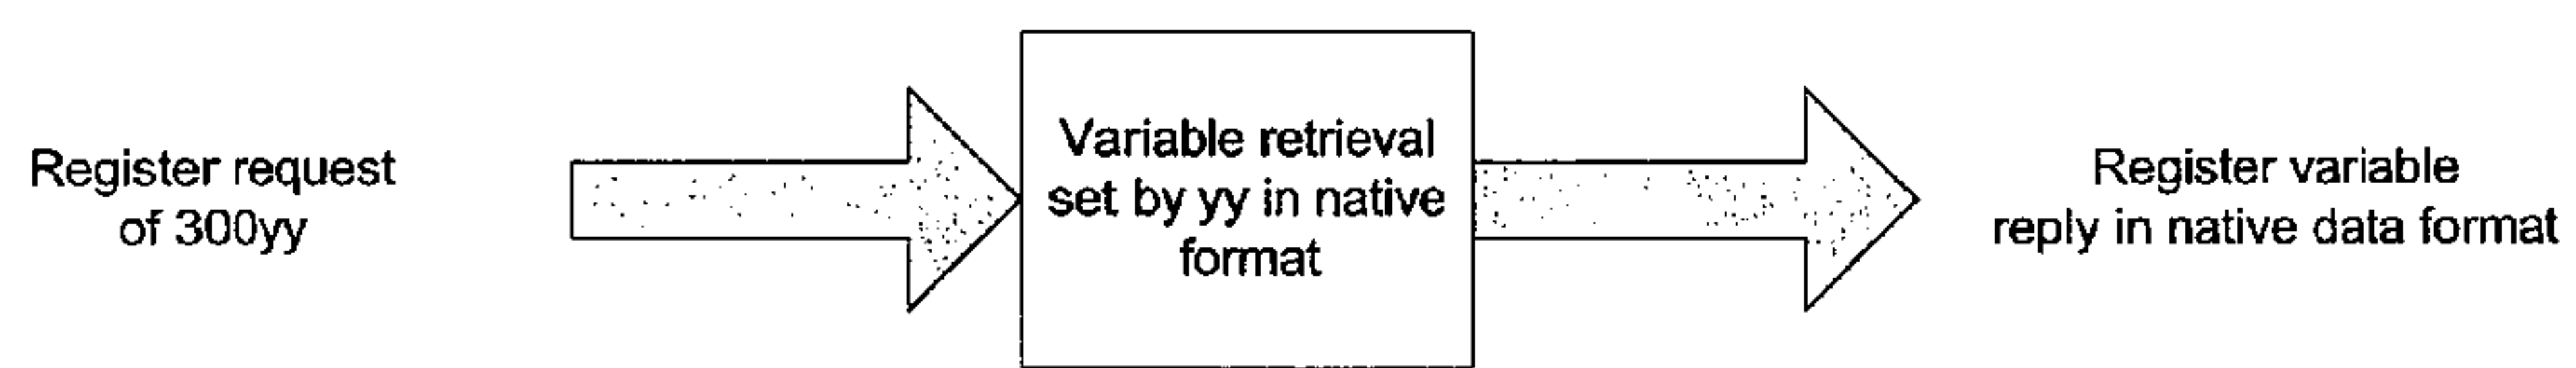 Register request
of 300yy
Variable retrieval
set by yy in native
format
Register variable
reply in native data format